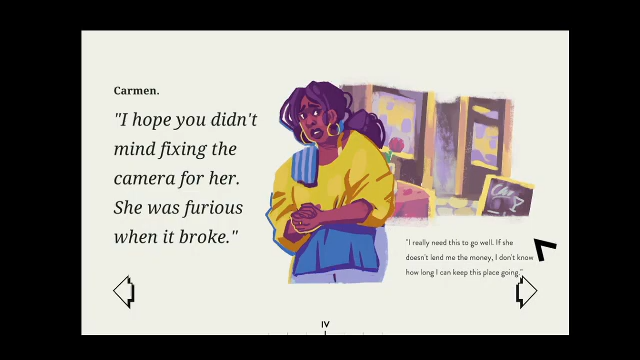 Carmen.
"I hope you didn't
mind fixing the
camera for her.
She was furious
when it broke."
"I really need this to go well. If she
doesn't lend me the money, I don't know
how long I can keep this place going."
IV